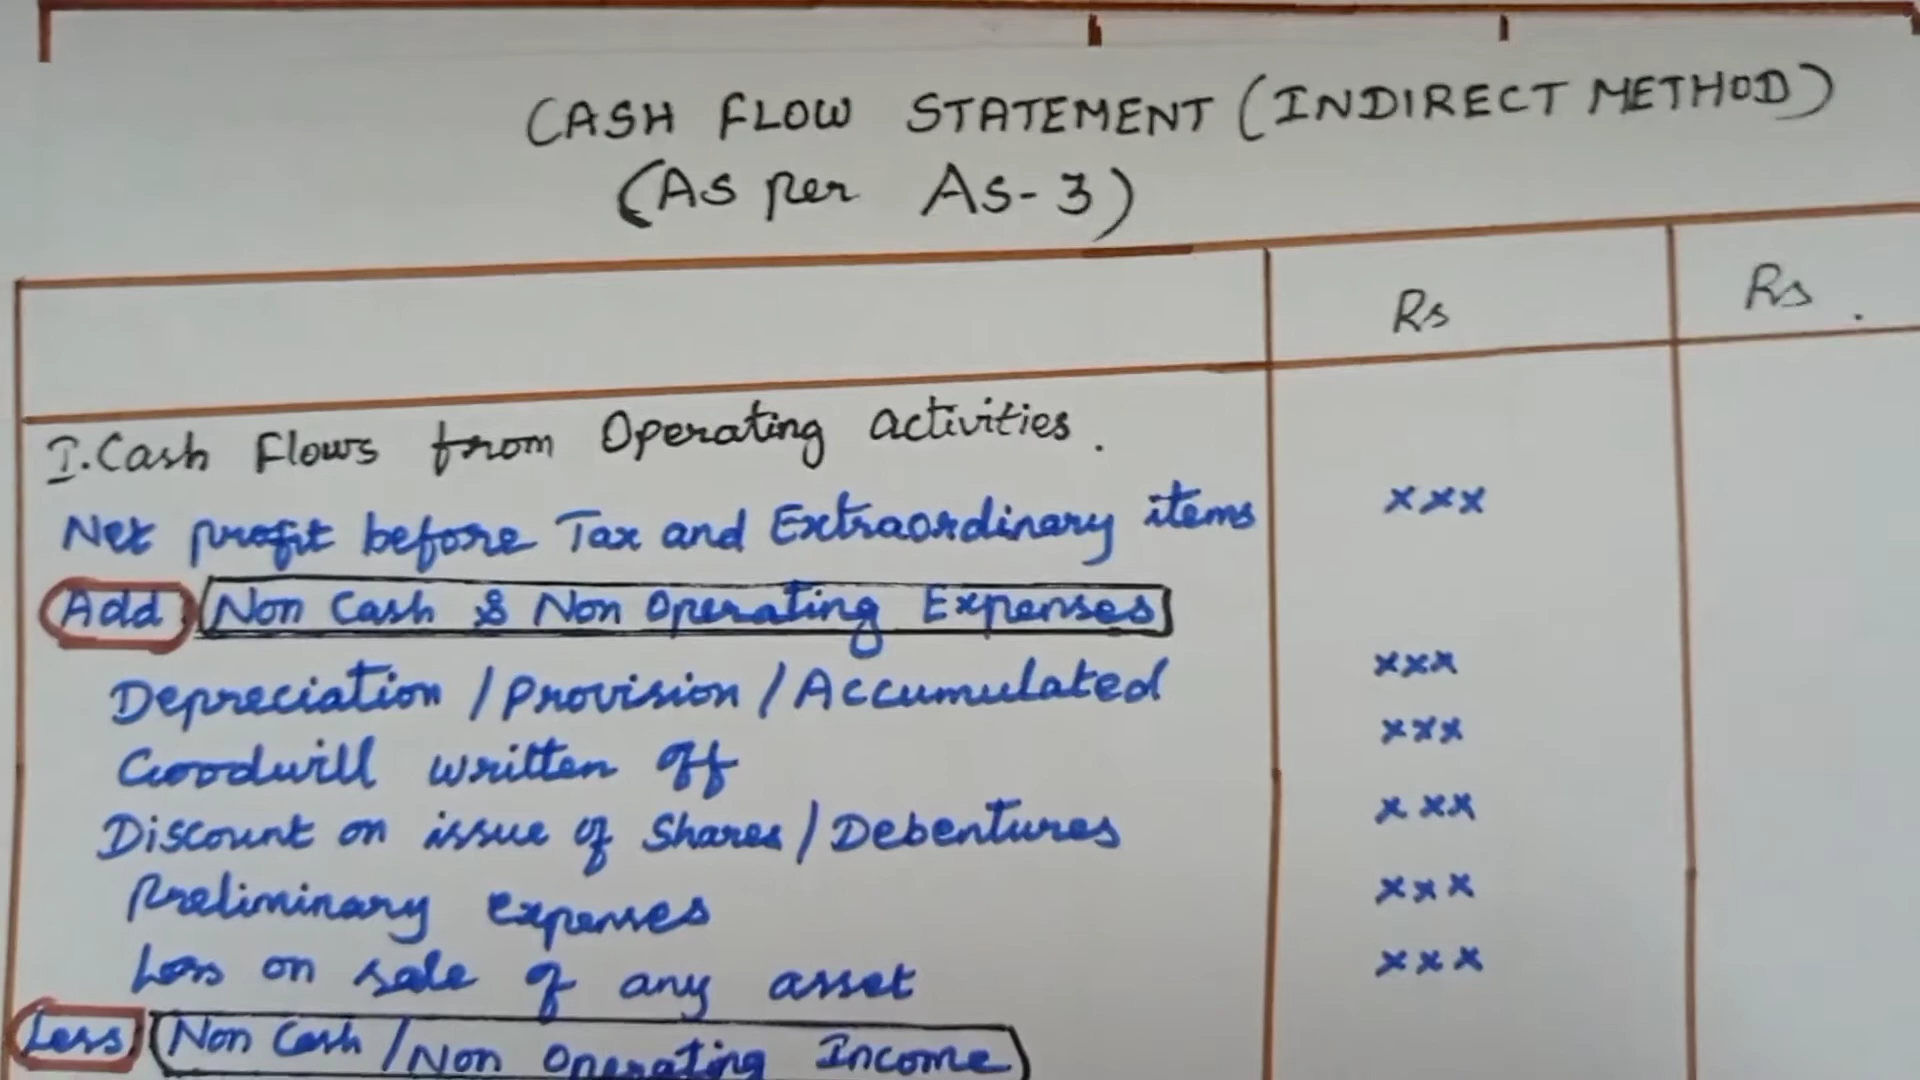 CASH FLOW STATEMENT (INDIRECT METHOD)
(As per As-3)
Rs Rs.
I. Cash Flows from Operating activities.
Net profit before Tax and Extraordinary items xxx
Add Non Cash & Non Operating Expenses
Depreciation / Provision / Accumulated xxx
Goodwill written off xxx
Discount on issue of Shares / Debentures xxx
Preliminary expenses xxx
Loss on sale of any asset xxx
Less Non Cash / Non Operating Income